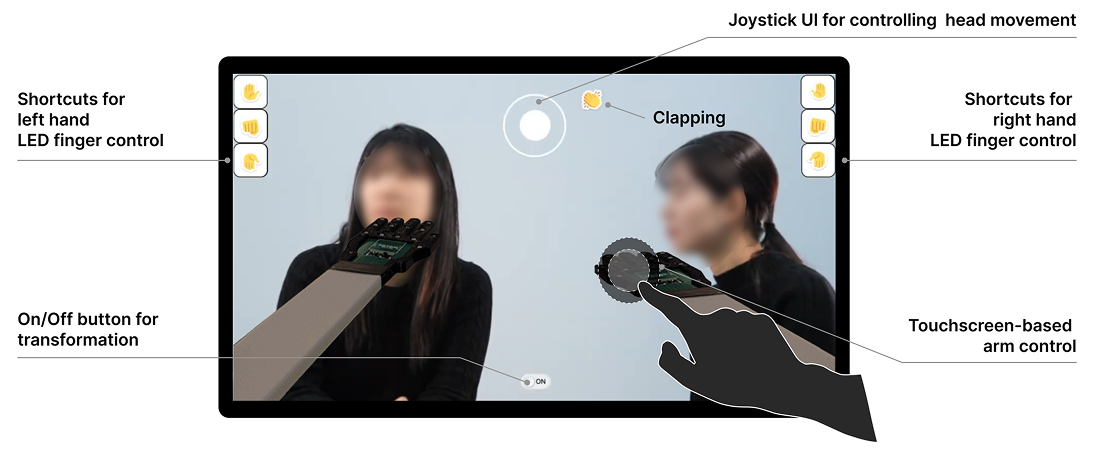 Joystick UI for controlling head movement
Shortcuts for
left hand
LED finger control
Clapping
Shortcuts for
right hand
LED finger control
On/Off button for
transformation
ON
Touchscreen-based
arm control